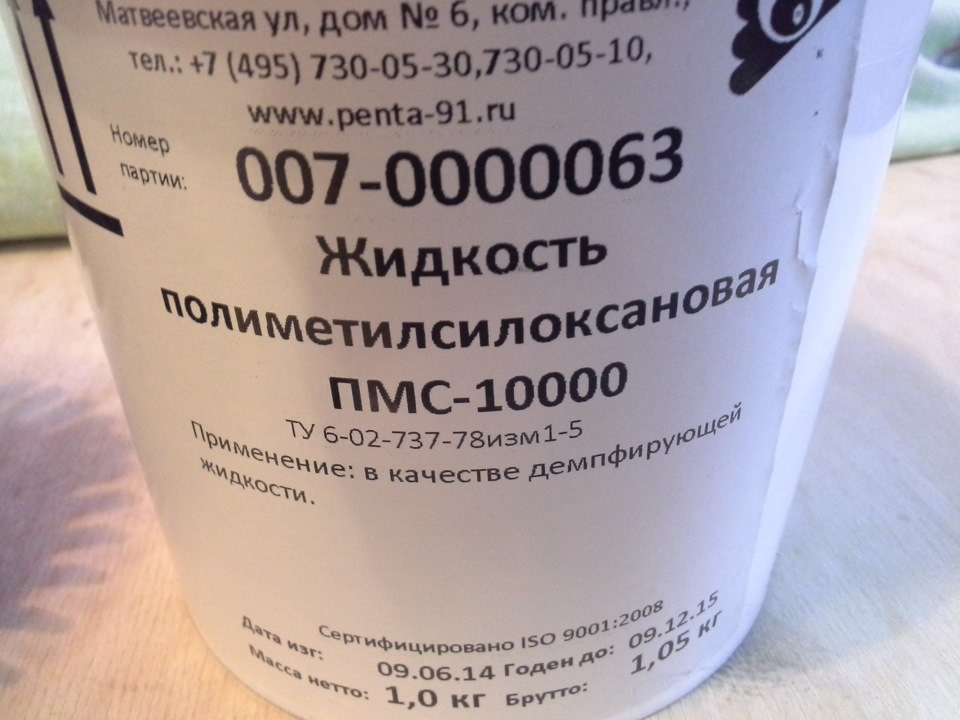 Матвеевская ул, дом № 6, ком. правл.,
тел.: +7 (495) 730-05-30,730-05-10,
www.penta-91.ru
Номер партии: 007-0000063
Жидкость
полиметилсилоксановая
ПМС-10000
ТУ 6-02-737-78изм1-5
Применение: в качестве демпфирующей
жидкости.
Сертифицировано ISO 9001:2008
Дата изг: 09.06.14 Годен до: 09.12.15
Масса нетто: 1,0 кг Брутто: 1,05 кг